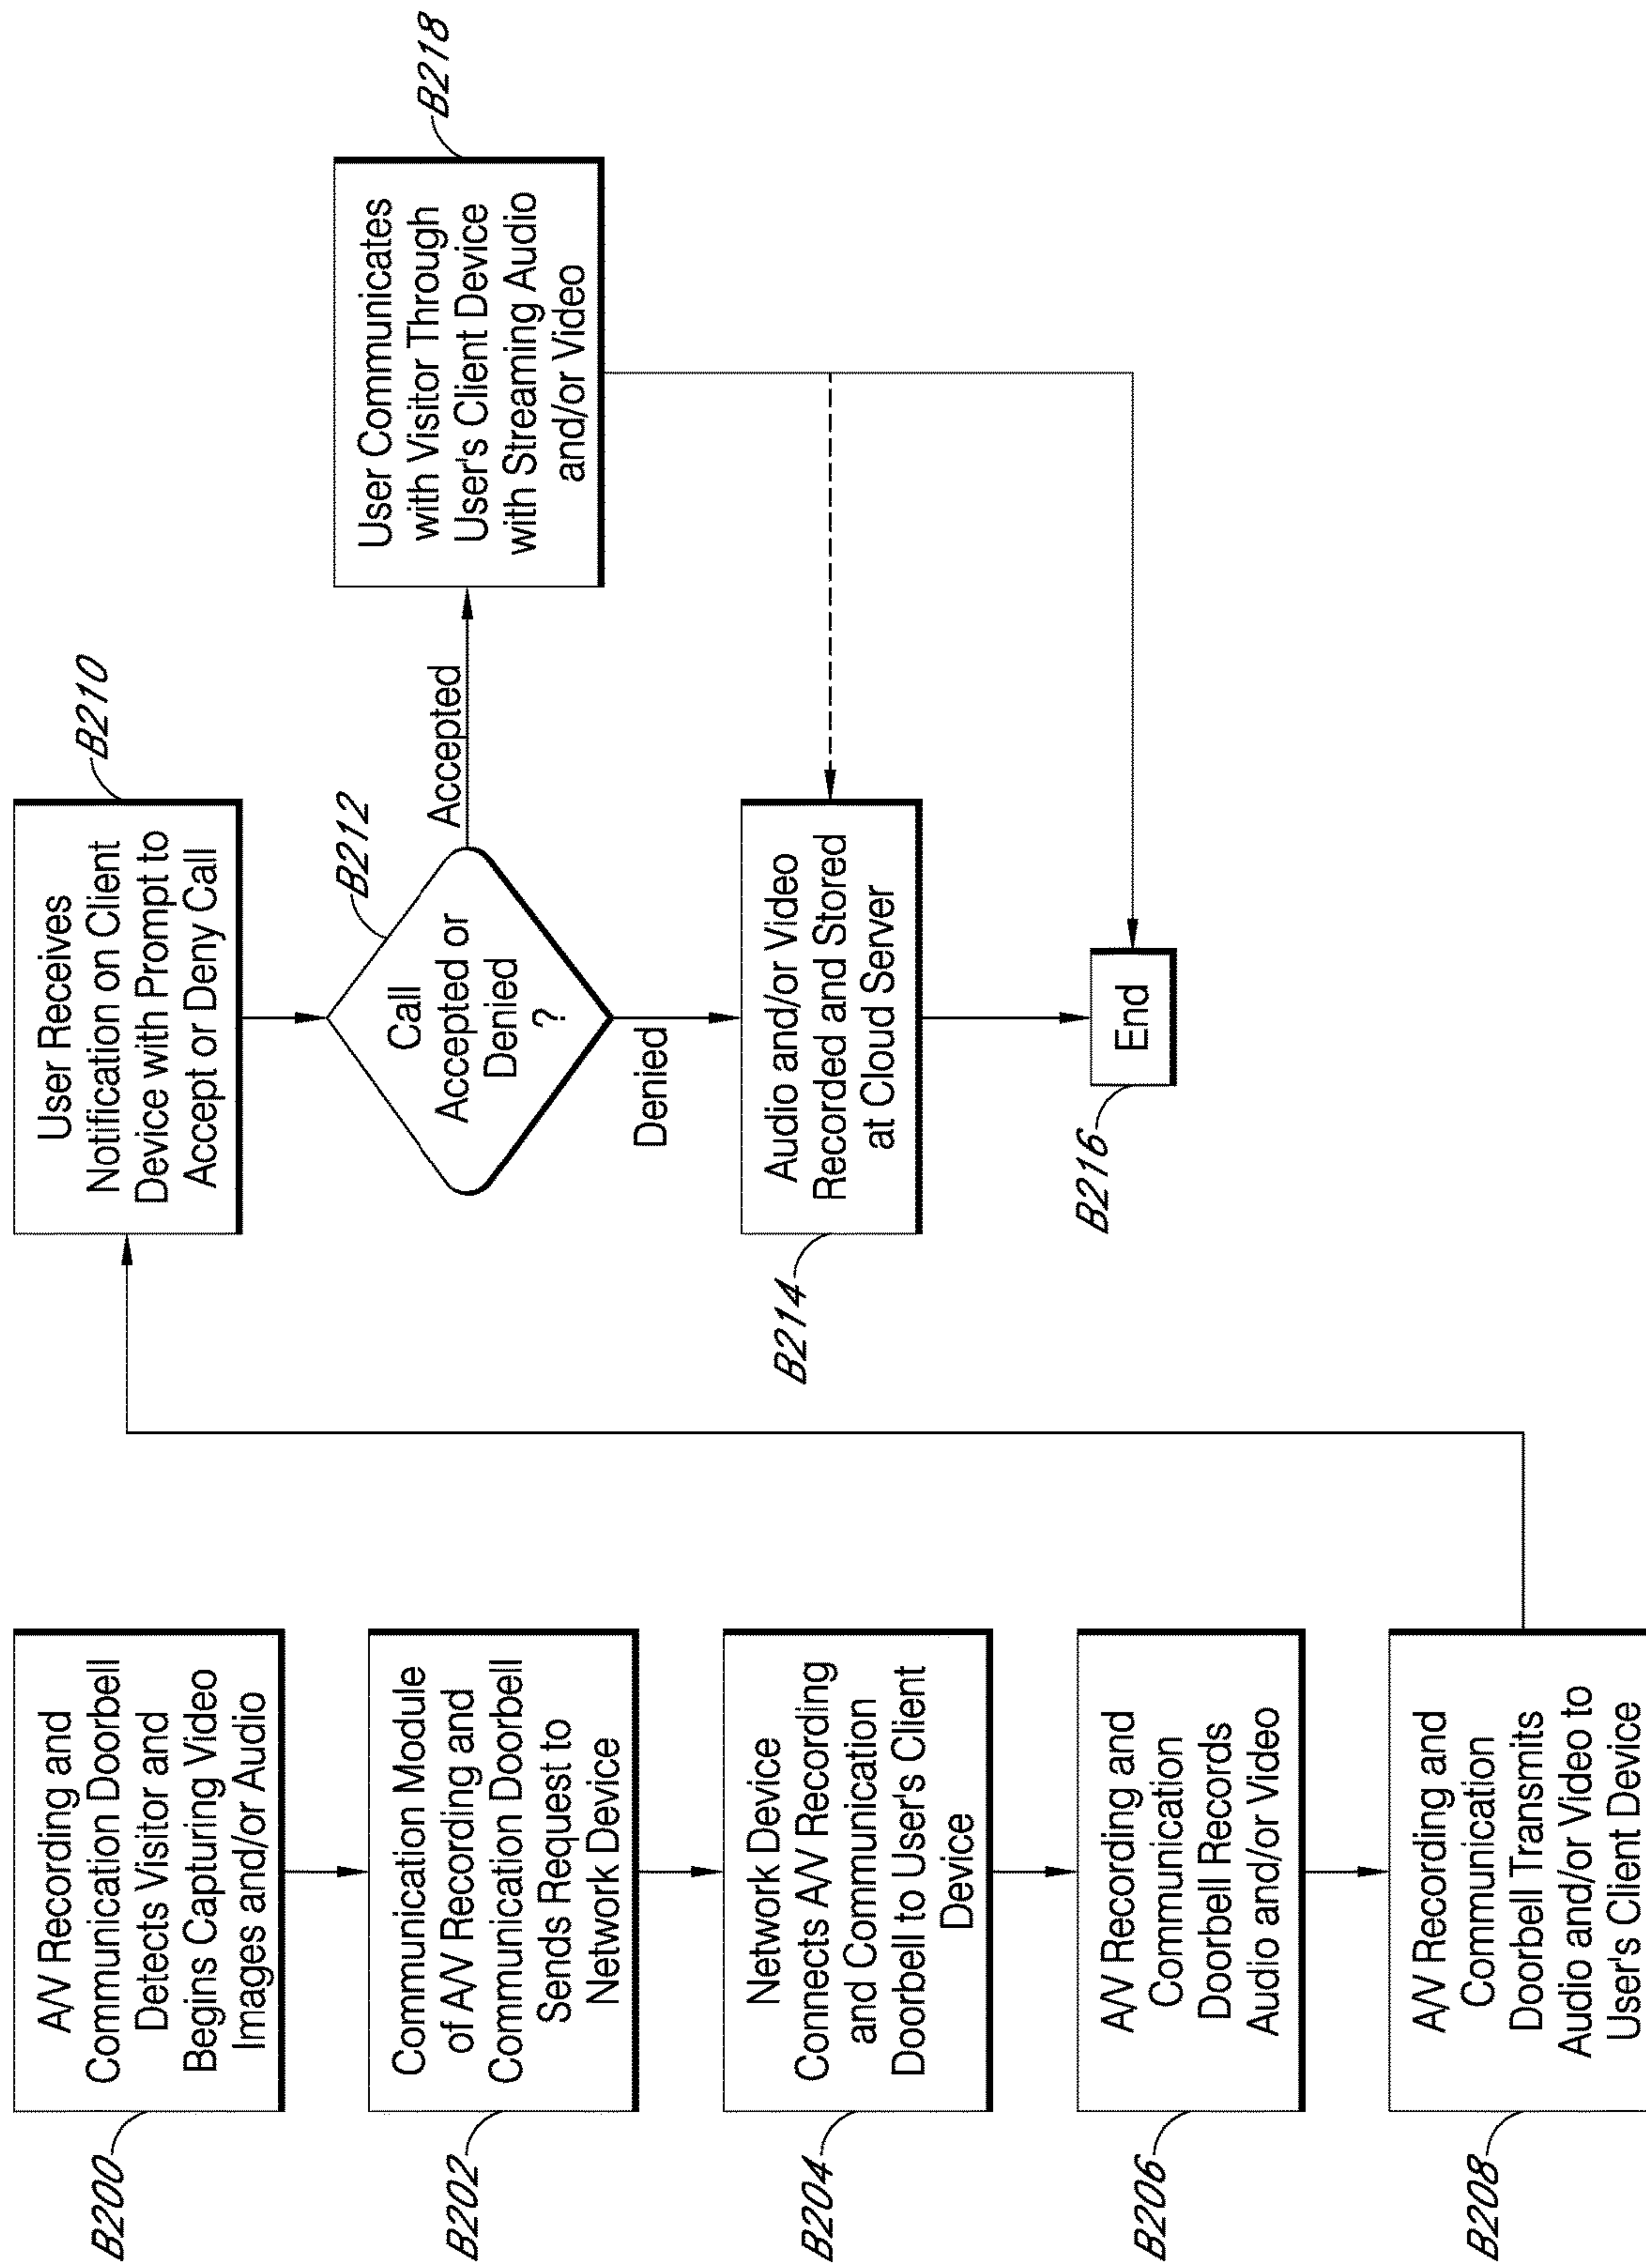 B200
A/V Recording and
Communication Doorbell
Detects Visitor and
Begins Capturing Video
Images and/or Audio
B202
Communication Module
of A/V Recording and
Communication Doorbell
Sends Request to
Network Device
B204
Network Device
Connects A/V Recording
and Communication
Doorbell to User's Client
Device
B206
A/V Recording and
Communication
Doorbell Records
Audio and/or Video
B208
A/V Recording and
Communication
Doorbell Transmits
Audio and/or Video to
User's Client Device
B210
User Receives
Notification on Client
Device with Prompt to
Accept or Deny Call
B212
Call
Accepted or
Denied
?
Accepted
Denied
B218
User Communicates
with Visitor Through
User's Client Device
with Streaming Audio
and/or Video
B214
Audio and/or Video
Recorded and Stored
at Cloud Server
B216
End